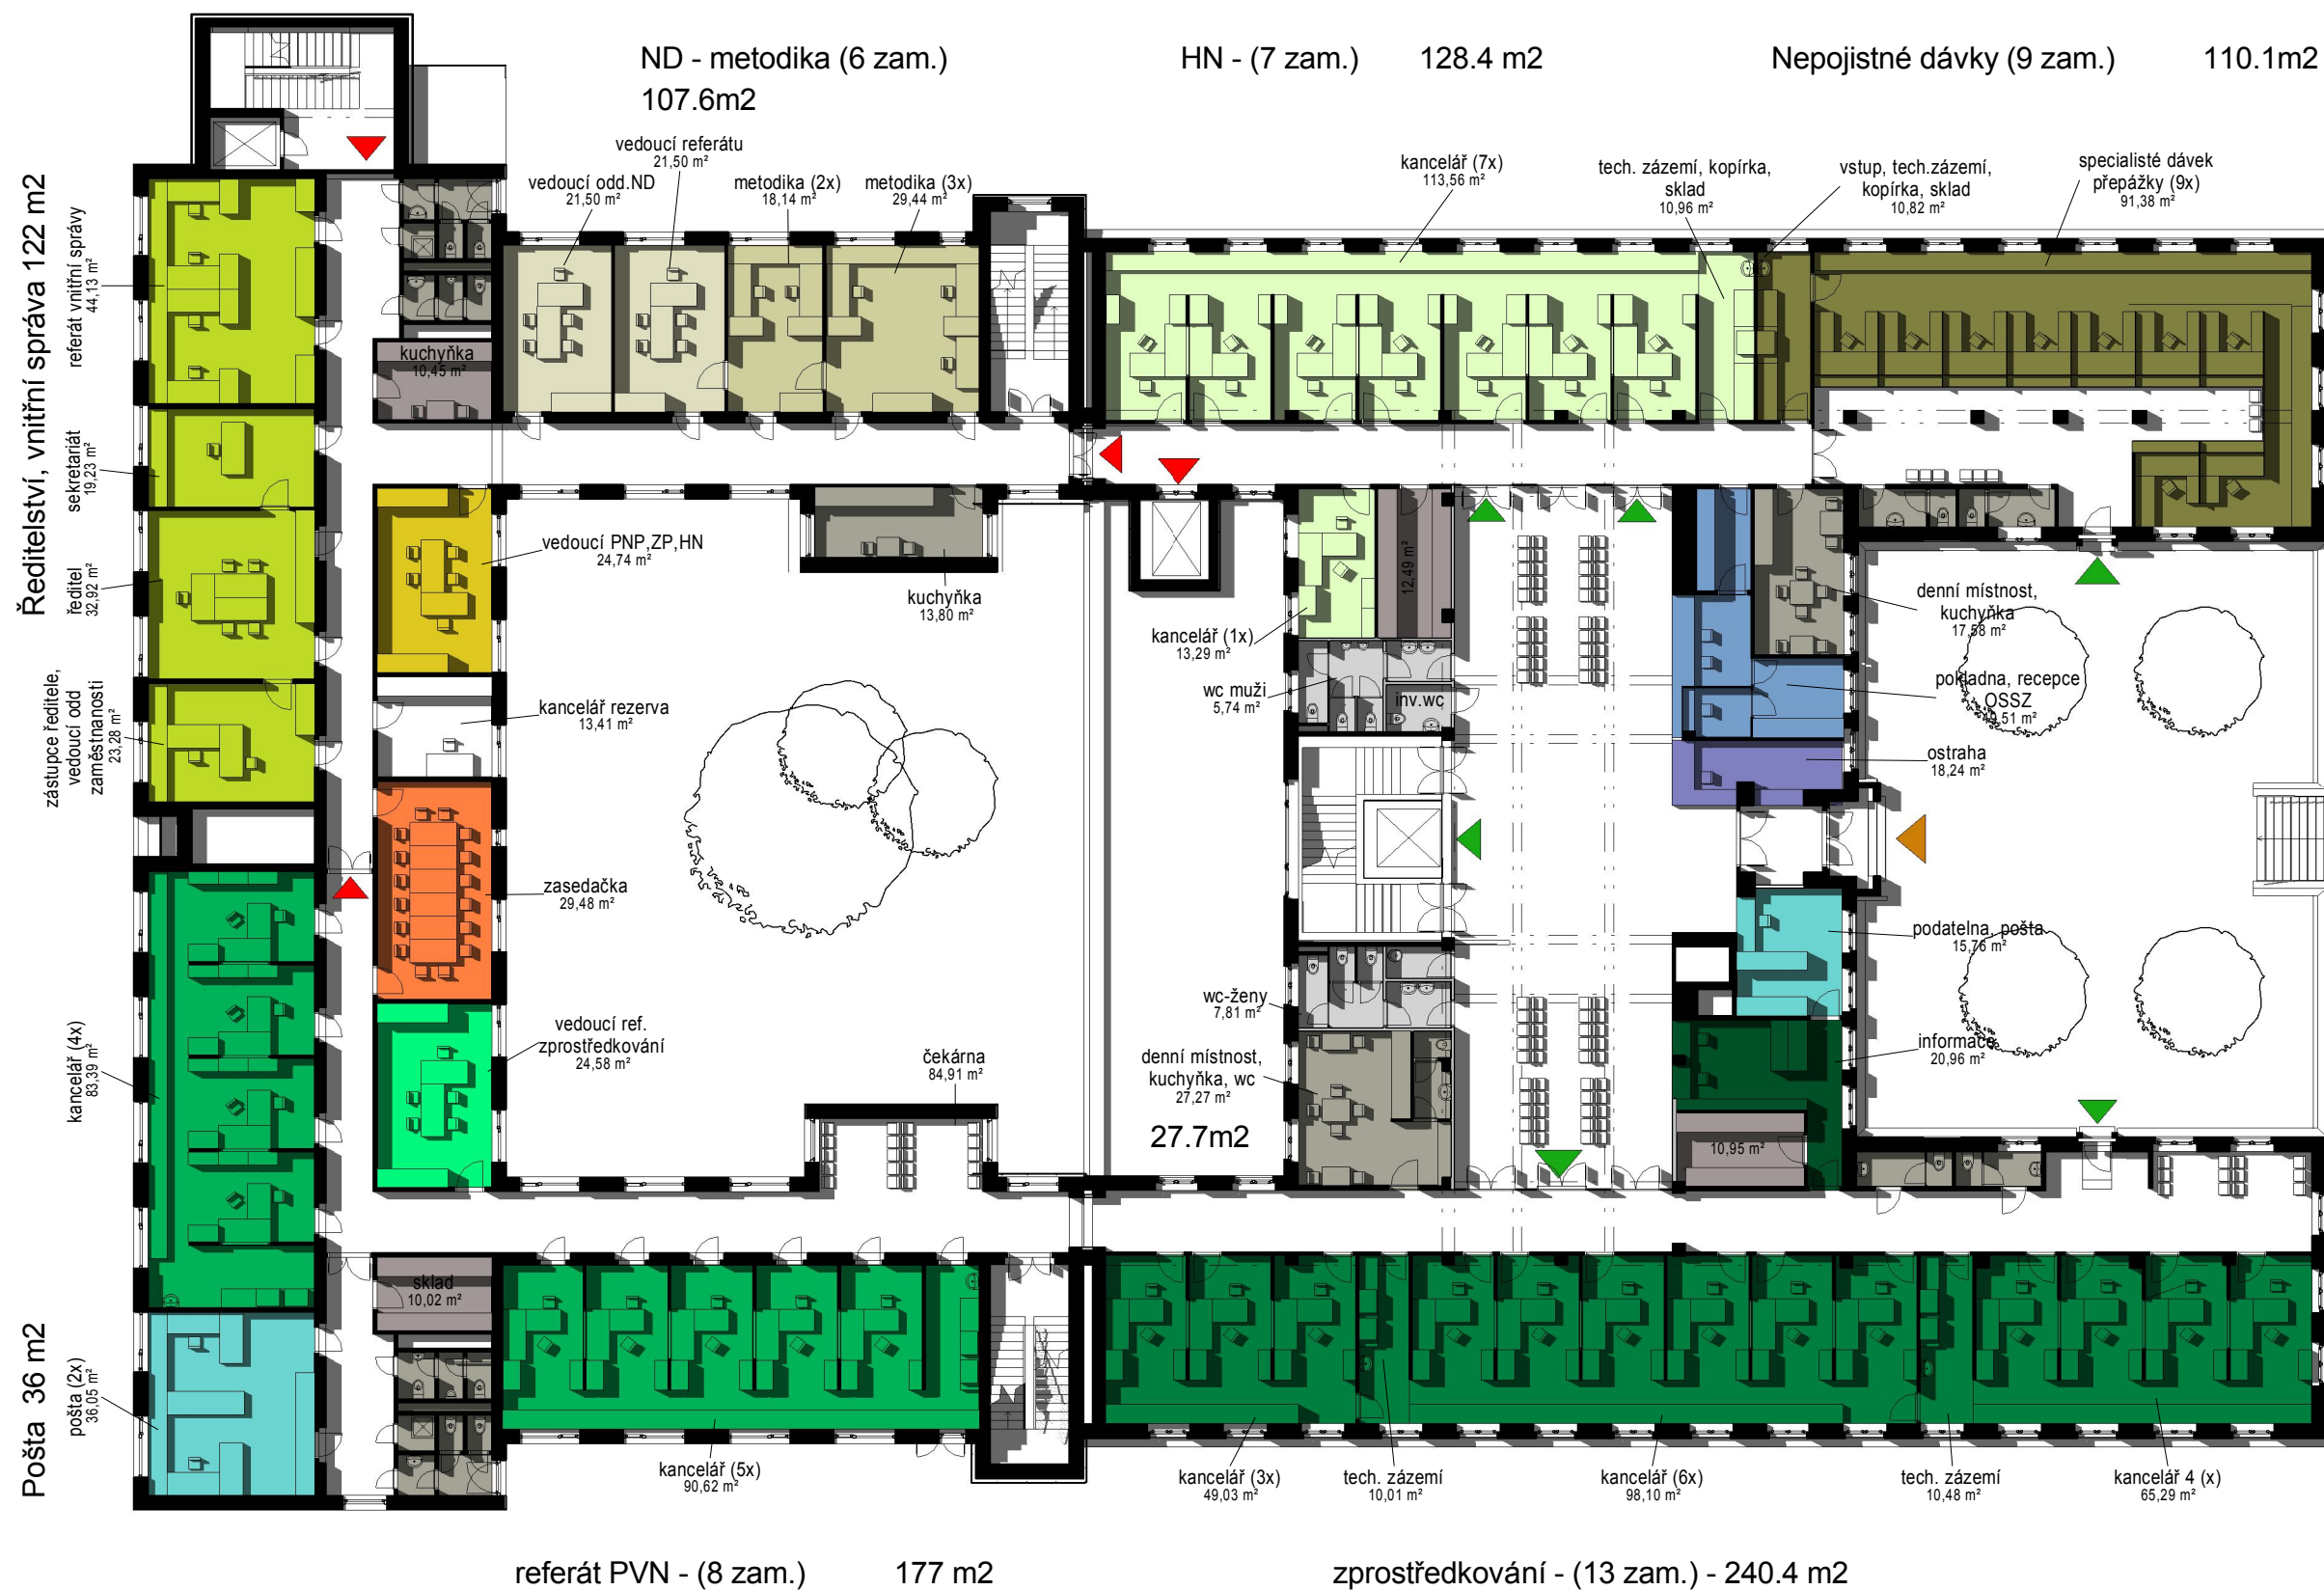 ND - metodika (6 zam.)
107.6m2
HN - (7 zam.) 128.4 m2
Nepojistné dávky (9 zam.) 110.1m2
vedoucí referátu
21,50 m²
vedoucí odd.ND
21,50 m²
metodika (2x)
18,14 m²
metodika (3x)
29,44 m²
kancelář (7x)
113,56 m²
tech. zázemí, kopírka,
sklad
10,96 m²
vstup, tech.zázemí,
kopírka, sklad
10,82 m²
specialisté dávek
přepážky (9x)
91,38 m²
Ředitelství, vnitřní správa 122 m2
referát vnitřní správy
44,13 m²
sekretariát
19,23 m²
ředitel
32,92 m²
zástupce ředitele,
vedoucí odd
zaměstnanosti
23,28 m²
kuchyňka
10,45 m²
vedoucí PNP,ZP,HN
24,74 m²
kuchyňka
13,80 m²
kancelář rezerva
13,41 m²
zasedačka
29,48 m²
vedoucí ref.
zprostředkování
24,58 m²
čekárna
84,91 m²
12,49 m²
kancelář (1x)
13,29 m²
wc muži
5,74 m²
inv.wc
wc-ženy
7,81 m²
denní místnost,
kuchyňka, wc
27,27 m²
27.7m2
denní místnost,
kuchyňka
17,58 m²
pokladna, recepce
OSSZ
ostraha
18,24 m²
podatelna, pošta
15,76 m²
informace
20,96 m²
10,95 m²
kancelář (4x)
83,39 m²
Pošta 36 m2
pošta (2x)
36,05 m²
sklad
10,02 m²
kancelář (5x)
90,62 m²
kancelář (3x)
49,03 m²
tech. zázemí
10,01 m²
kancelář (6x)
98,10 m²
tech. zázemí
10,48 m²
kancelář 4 (x)
65,29 m²
referát PVN - (8 zam.) 177 m2
zprostředkování - (13 zam.) - 240.4 m2